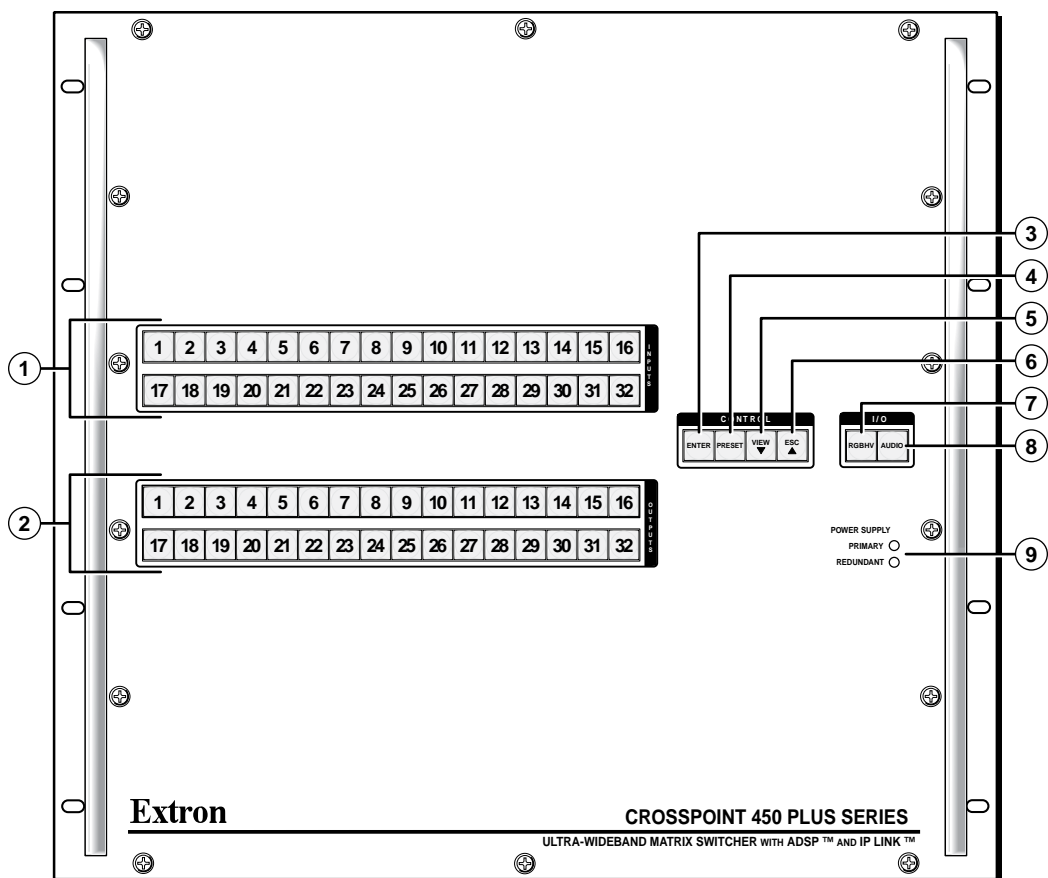 3
4
5
6
7
8
9
1
2
1 2 3 4 5 6 7 8 9 10 11 12 13 14 15 16
17 18 19 20 21 22 23 24 25 26 27 28 29 30 31 32
INPUTS
1 2 3 4 5 6 7 8 9 10 11 12 13 14 15 16
17 18 19 20 21 22 23 24 25 26 27 28 29 30 31 32
OUTPUTS
CONTROL
ENTER PRESET VIEW ESC
I/O
RGBHV AUDIO
POWER SUPPLY
PRIMARY
REDUNDANT
Extron
CROSSPOINT 450 PLUS SERIES
ULTRA-WIDEBAND MATRIX SWITCHER WITH ADSP ™ AND IP LINK ™